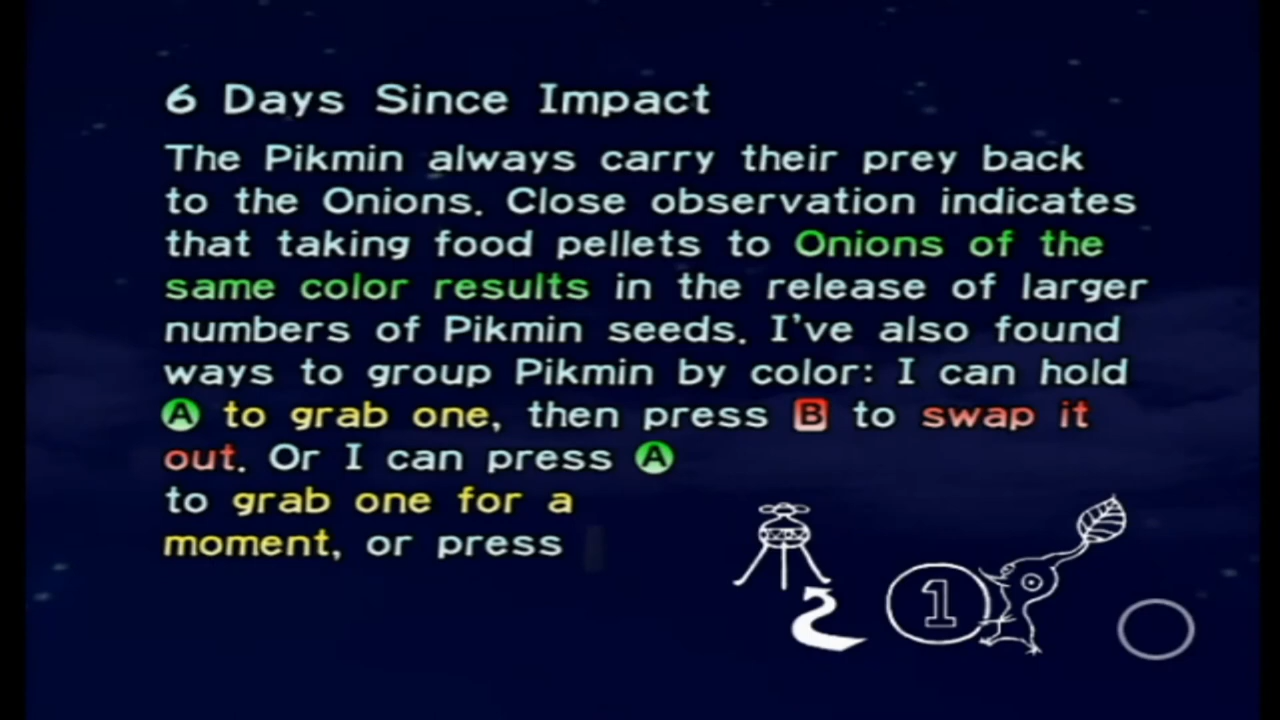 6 Days Since Impact
The Pikmin always carry their prey back
to the Onions. Close observation indicates
that taking food pellets to Onions of the
same color results in the release of larger
numbers of Pikmin seeds. I've also found
ways to group Pikmin by color: I can hold
A to grab one, then press B to swap it
out. Or I can press A
to grab one for a
moment, or press
1